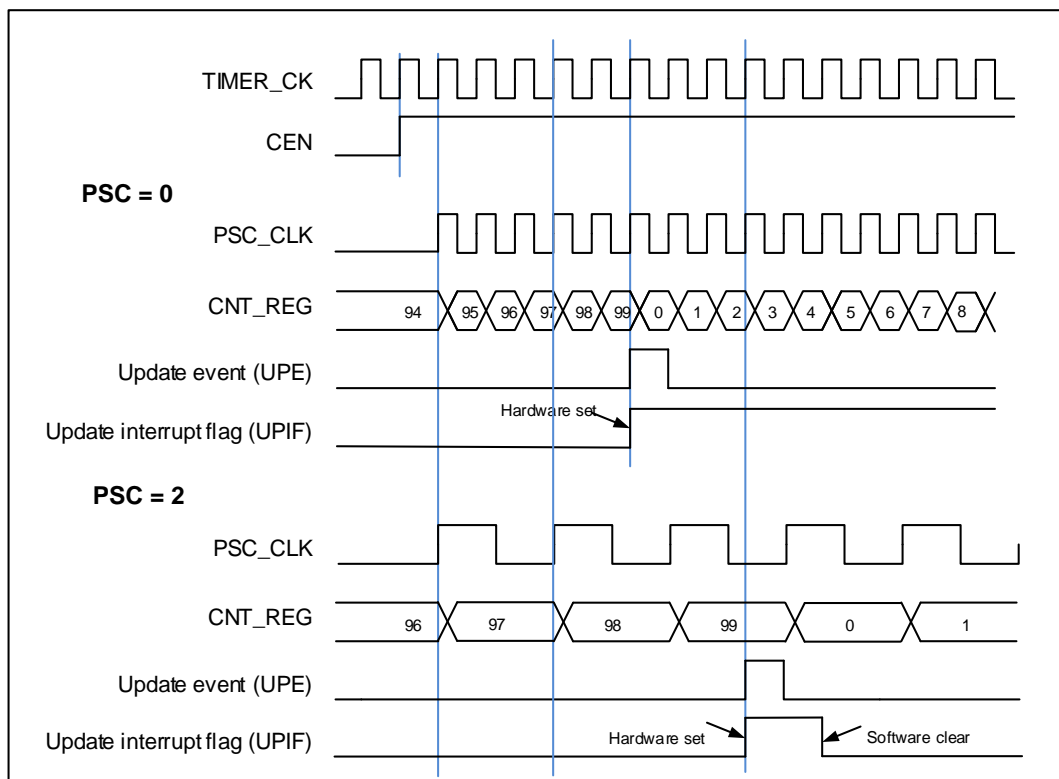 TIMER_CK
CEN
PSC = 0
PSC_CLK
CNT_REG 94 95 96 97 98 99 0 1 2 3 4 5 6 7 8
Update event (UPE)
Hardware set
Update interrupt flag (UPIF)
PSC = 2
PSC_CLK
CNT_REG 96 97 98 99 0 1
Update event (UPE)
Update interrupt flag (UPIF) Hardware set Software clear